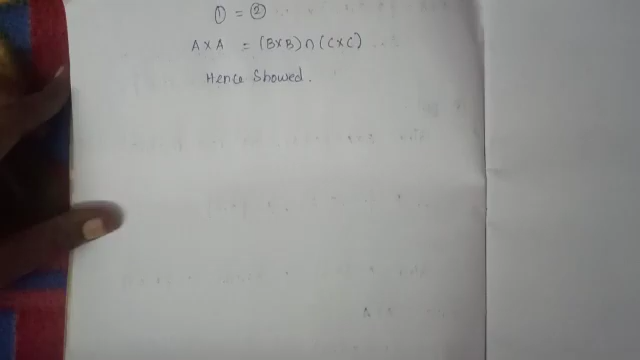 ① = ②
A x A = (B x B) ∩ (C x C)
Hence Showed.